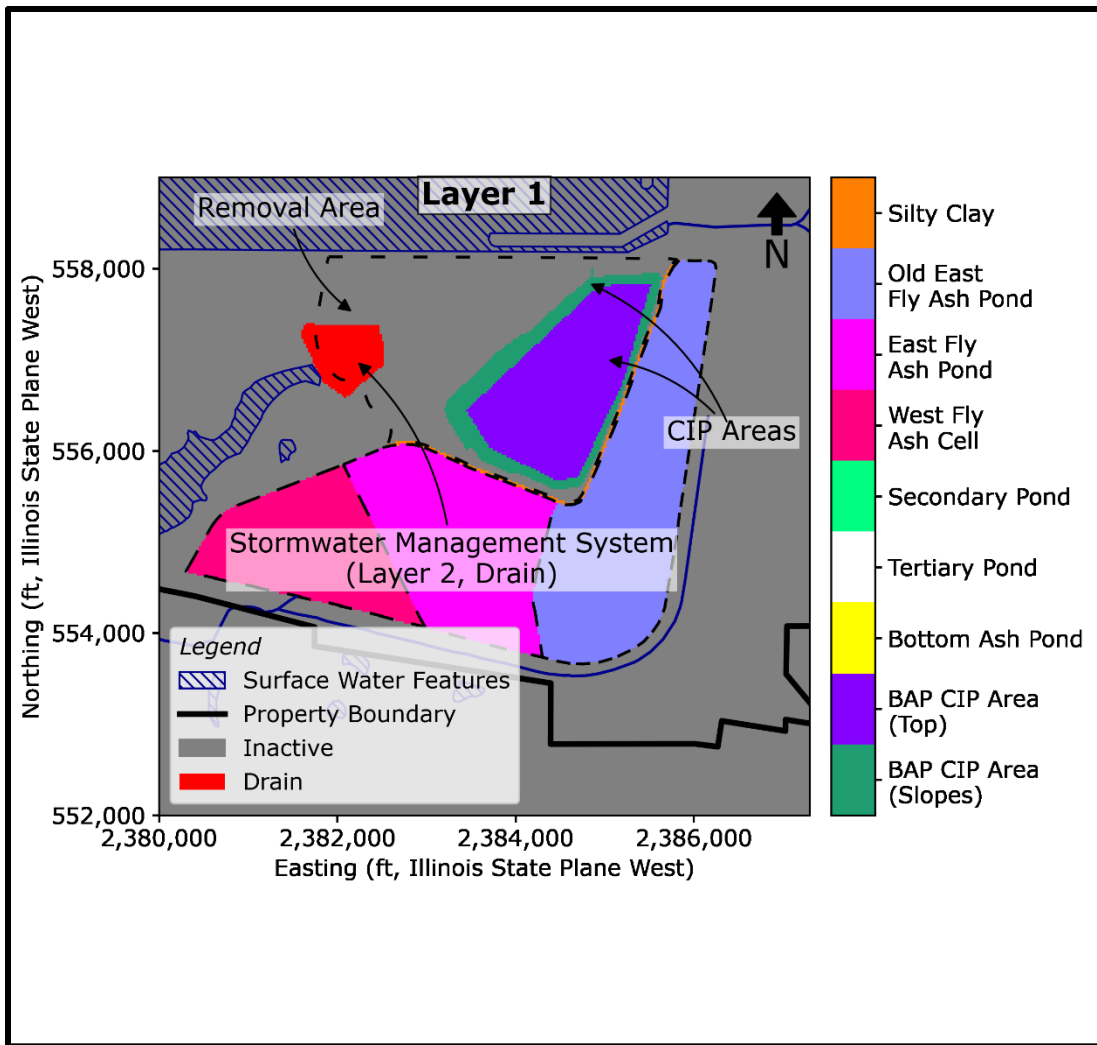 Layer 1
Removal Area
N
CIP Areas
Stormwater Management System
(Layer 2, Drain)
Northing (ft, Illinois State Plane West)
558,000
556,000
554,000
552,000
2,380,000
2,382,000
2,384,000
2,386,000
Easting (ft, Illinois State Plane West)
Legend
Surface Water Features
Property Boundary
Inactive
Drain
Silty Clay
Old East
Fly Ash Pond
East Fly
Ash Pond
West Fly
Ash Cell
Secondary Pond
Tertiary Pond
Bottom Ash Pond
BAP CIP Area
(Top)
BAP CIP Area
(Slopes)